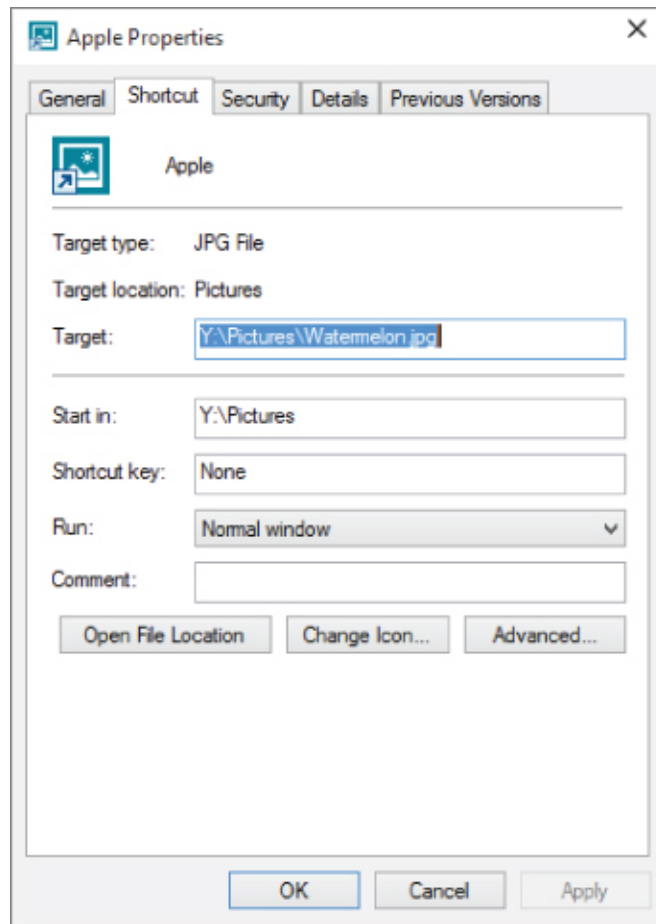 Apple Properties
General Shortcut Security Details Previous Versions
Apple
Target type: JPG File
Target location: Pictures
Target: Y:\Pictures\Watermelon.jpg
Start in: Y:\Pictures
Shortcut key: None
Run: Normal window
Comment:
Open File Location Change Icon... Advanced...
OK Cancel Apply